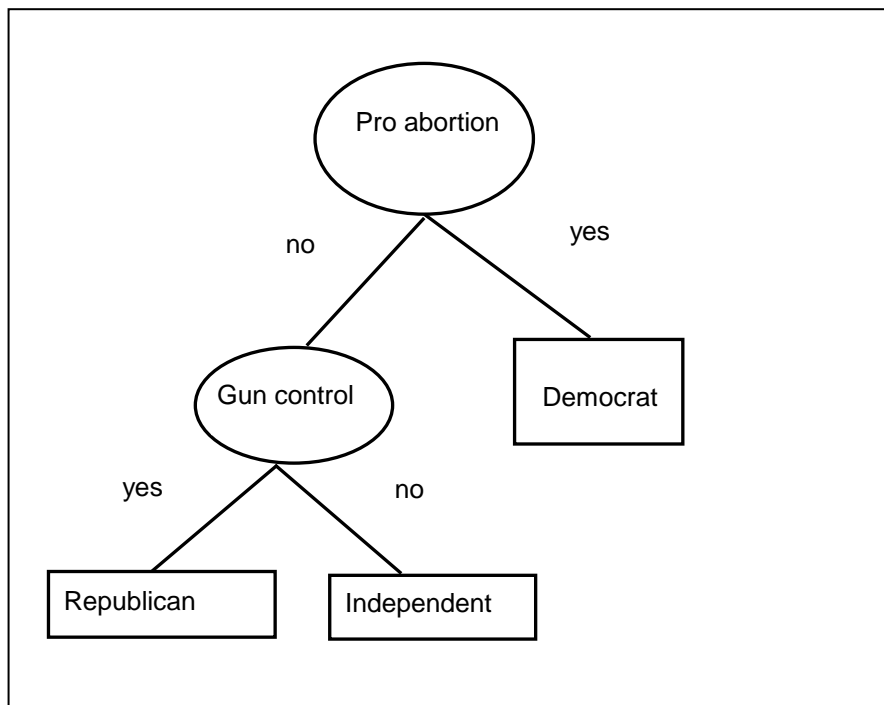 Pro abortion
no
yes
Gun control
Democrat
yes
no
Republican
Independent